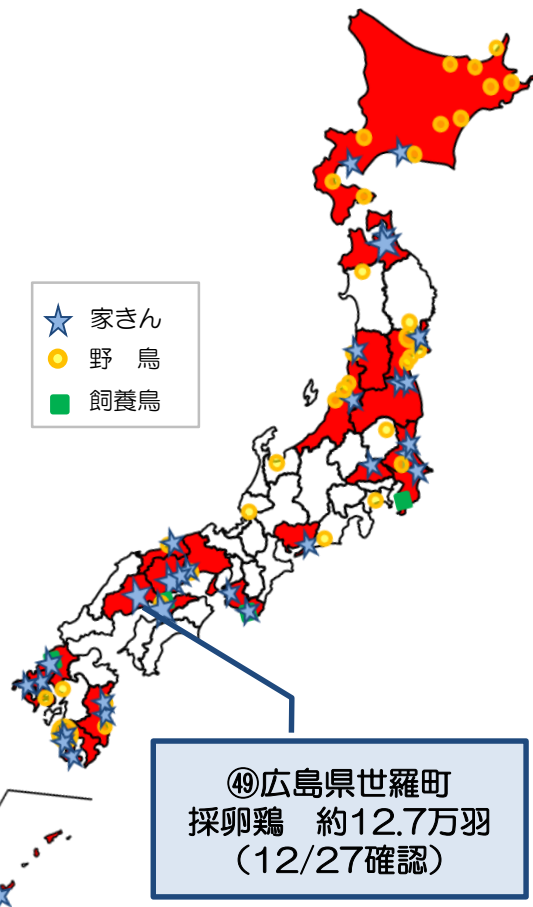 家きん
野 鳥
飼養鳥
㊾広島県世羅町
採卵鶏 約12.7万羽
（12/27確認）